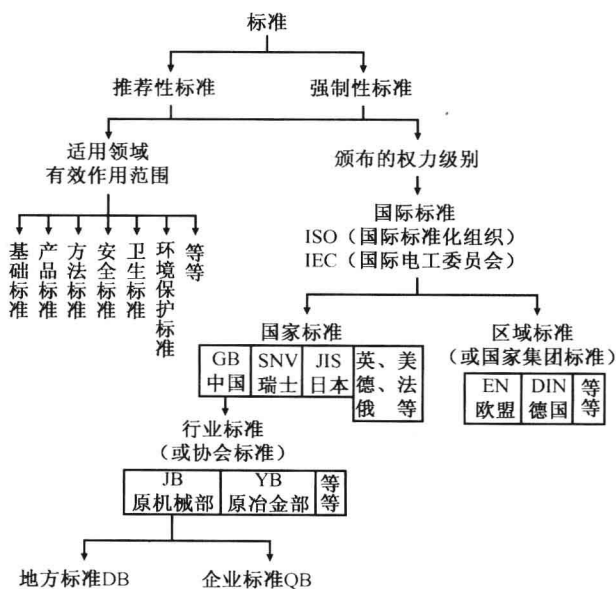 标准
推荐性标准
强制性标准
适用领域
有效作用范围
颁布的权力级别
基础标准
产品标准
方法标准
安全标准
卫生标准
环境保护标准
等等
国际标准
ISO（国际标准化组织）
IEC（国际电工委员会）
国家标准
GB
中国
SNV
瑞士
JIS
日本
英、美
德、法
俄 等
区域标准
（或国家集团标准）
EN
欧盟
DIN
德国
等等
行业标准
（或协会标准）
JB
原机械部
YB
原冶金部
等等
地方标准DB
企业标准QB